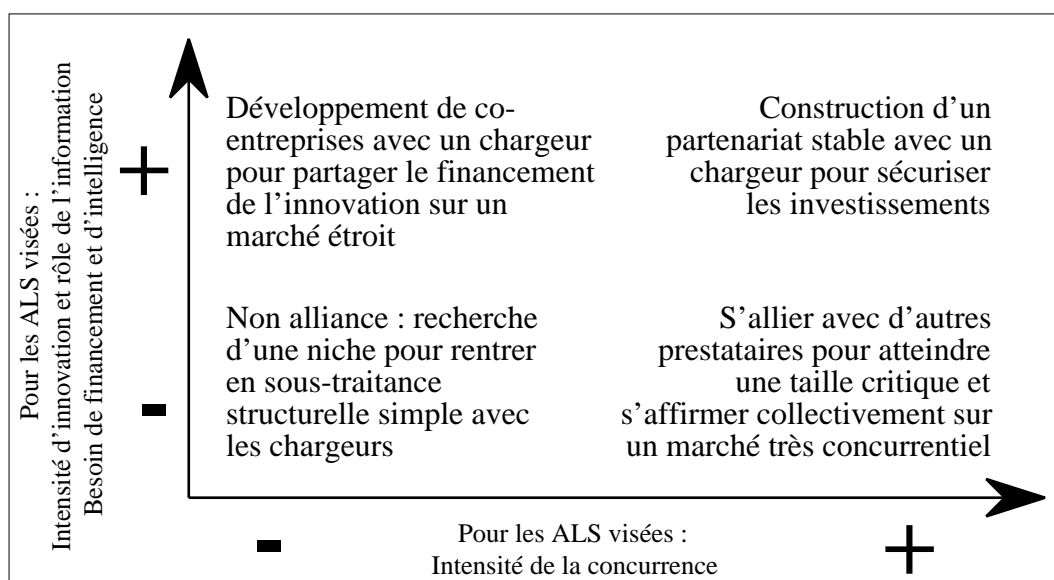 Pour les ALS visées :
Intensité d'innovation et rôle de l'information
Besoin de financement et d'intelligence
+
-
Développement de co-
entreprises avec un chargeur
pour partager le financement
de l'innovation sur un
marché étroit
Construction d'un
partenariat stable avec un
chargeur pour sécuriser
les investissements
Non alliance : recherche
d'une niche pour rentrer
en sous-traitance
structurelle simple avec
les chargeurs
S'allier avec d'autres
prestataires pour atteindre
une taille critique et
s'affirmer collectivement sur
un marché très concurrentiel
-
Pour les ALS visées :
Intensité de la concurrence
+